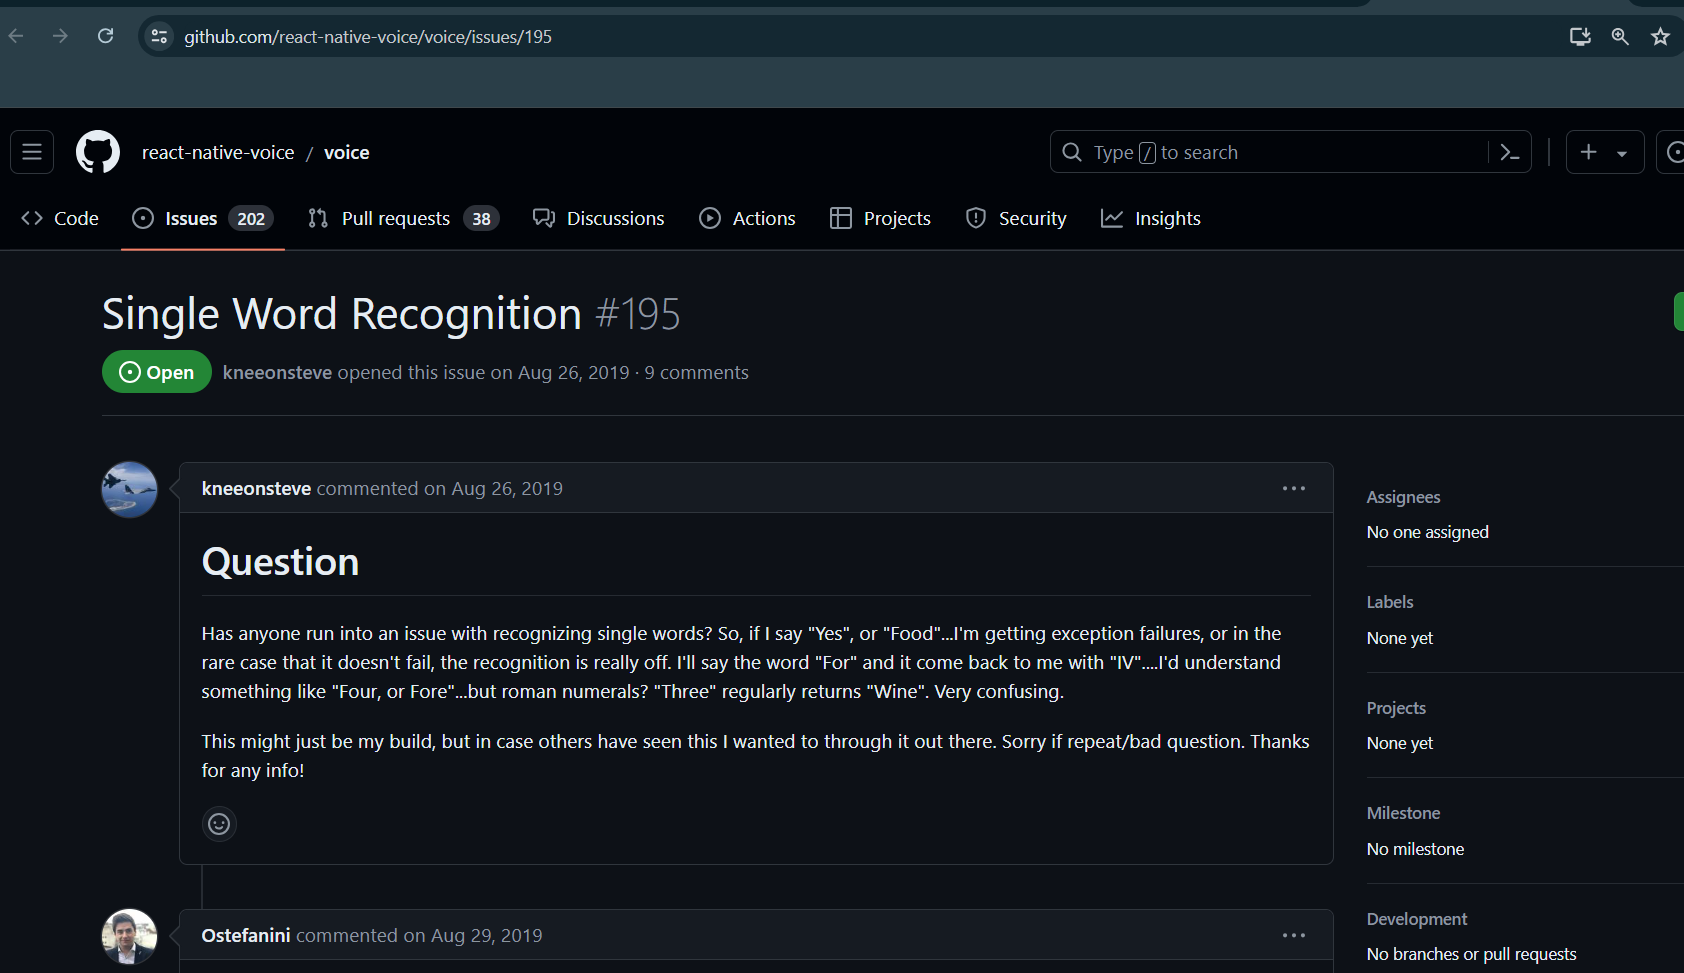 github.com/react-native-voice/voice/issues/195
react-native-voice / voice
Type / to search
Code Issues 202 Pull requests 38 Discussions Actions Projects Security Insights
Single Word Recognition #195
Open kneeonsteve opened this issue on Aug 26, 2019 · 9 comments
kneeonsteve commented on Aug 26, 2019
Question
Has anyone run into an issue with recognizing single words? So, if I say "Yes", or "Food"...I'm getting exception failures, or in the
rare case that it doesn't fail, the recognition is really off. I'll say the word "For" and it come back to me with "IV"....I'd understand
something like "Four, or Fore"...but roman numerals? "Three" regularly returns "Wine". Very confusing.
This might just be my build, but in case others have seen this I wanted to through it out there. Sorry if repeat/bad question. Thanks
for any info!
Ostefanini commented on Aug 29, 2019
Assignees
No one assigned
Labels
None yet
Projects
None yet
Milestone
No milestone
Development
No branches or pull requests